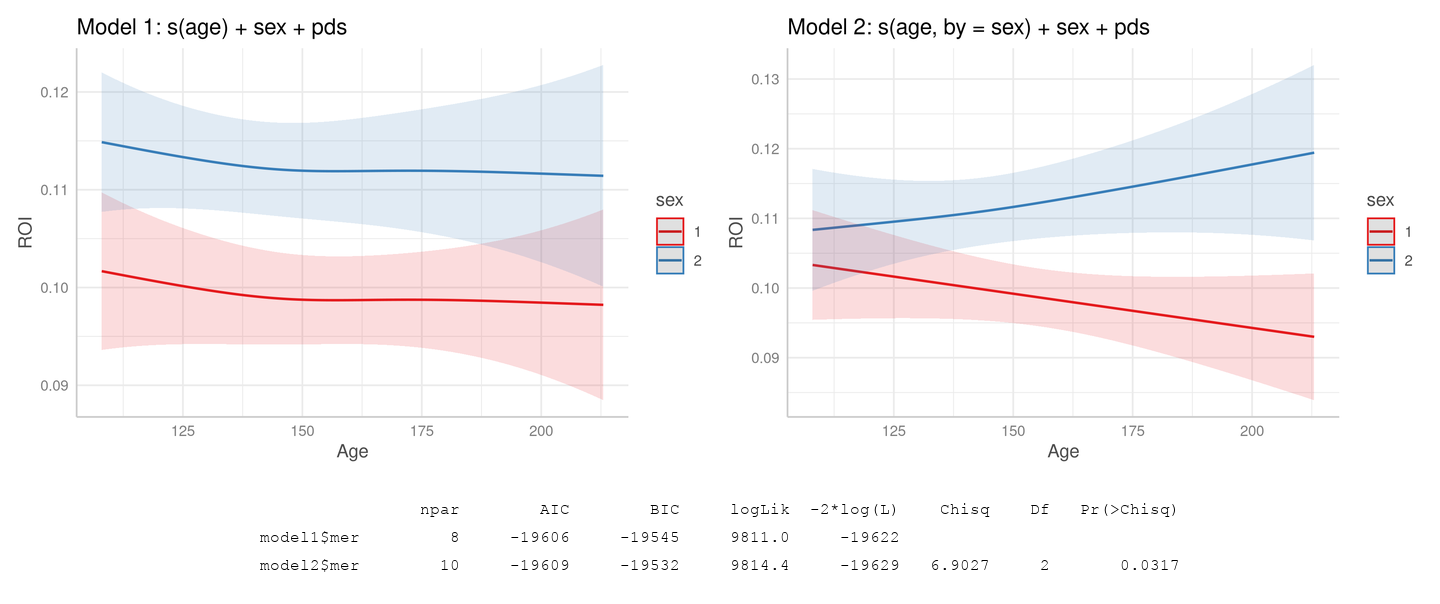 Model 1: s(age) + sex + pds
0.12
0.11
0.10
0.09
ROI
125 150 175 200
Age
sex
1
2
Model 2: s(age, by = sex) + sex + pds
0.13
0.12
0.11
0.10
0.09
ROI
125 150 175 200
Age
sex
1
2
npar AIC BIC logLik -2*log(L) Chisq Df Pr(>Chisq)
model1$mer 8 -19606 -19545 9811.0 -19622
model2$mer 10 -19609 -19532 9814.4 -19629 6.9027 2 0.0317